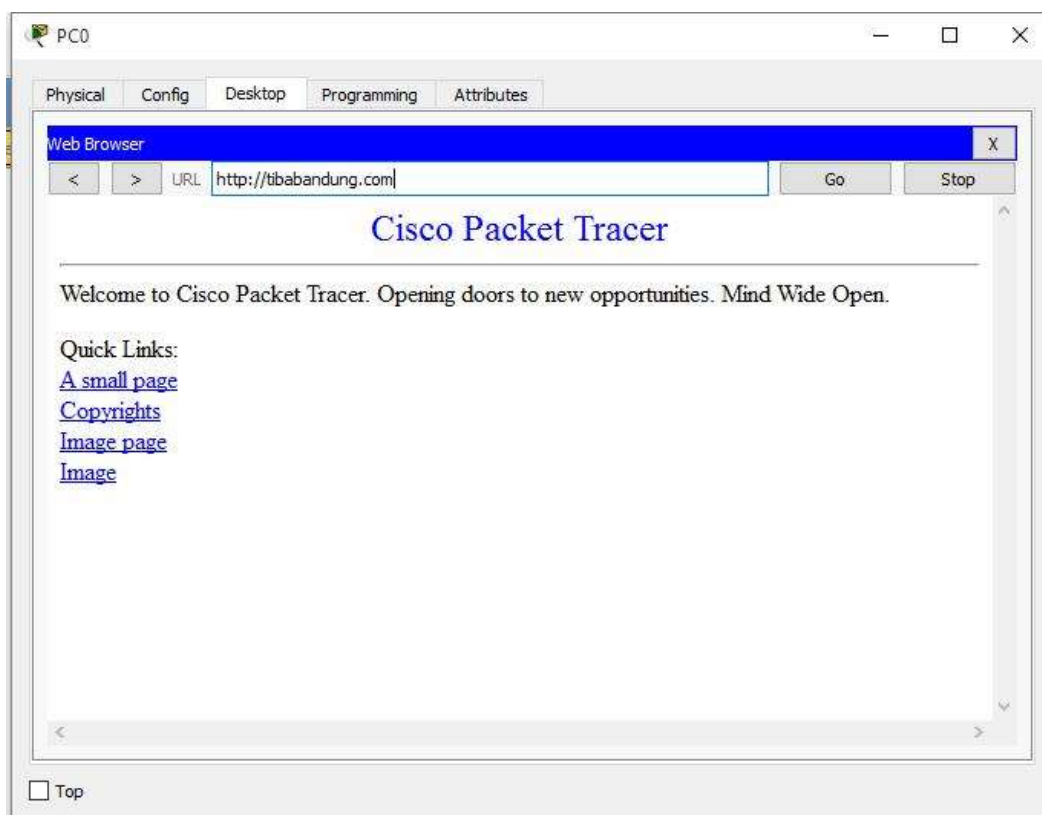 PC0
Physical Config Desktop Programming Attributes
Web Browser X
< > URL http://tibabandung.com Go Stop
Cisco Packet Tracer
Welcome to Cisco Packet Tracer. Opening doors to new opportunities. Mind Wide Open.
Quick Links:
A small page
Copyrights
Image page
Image
Top